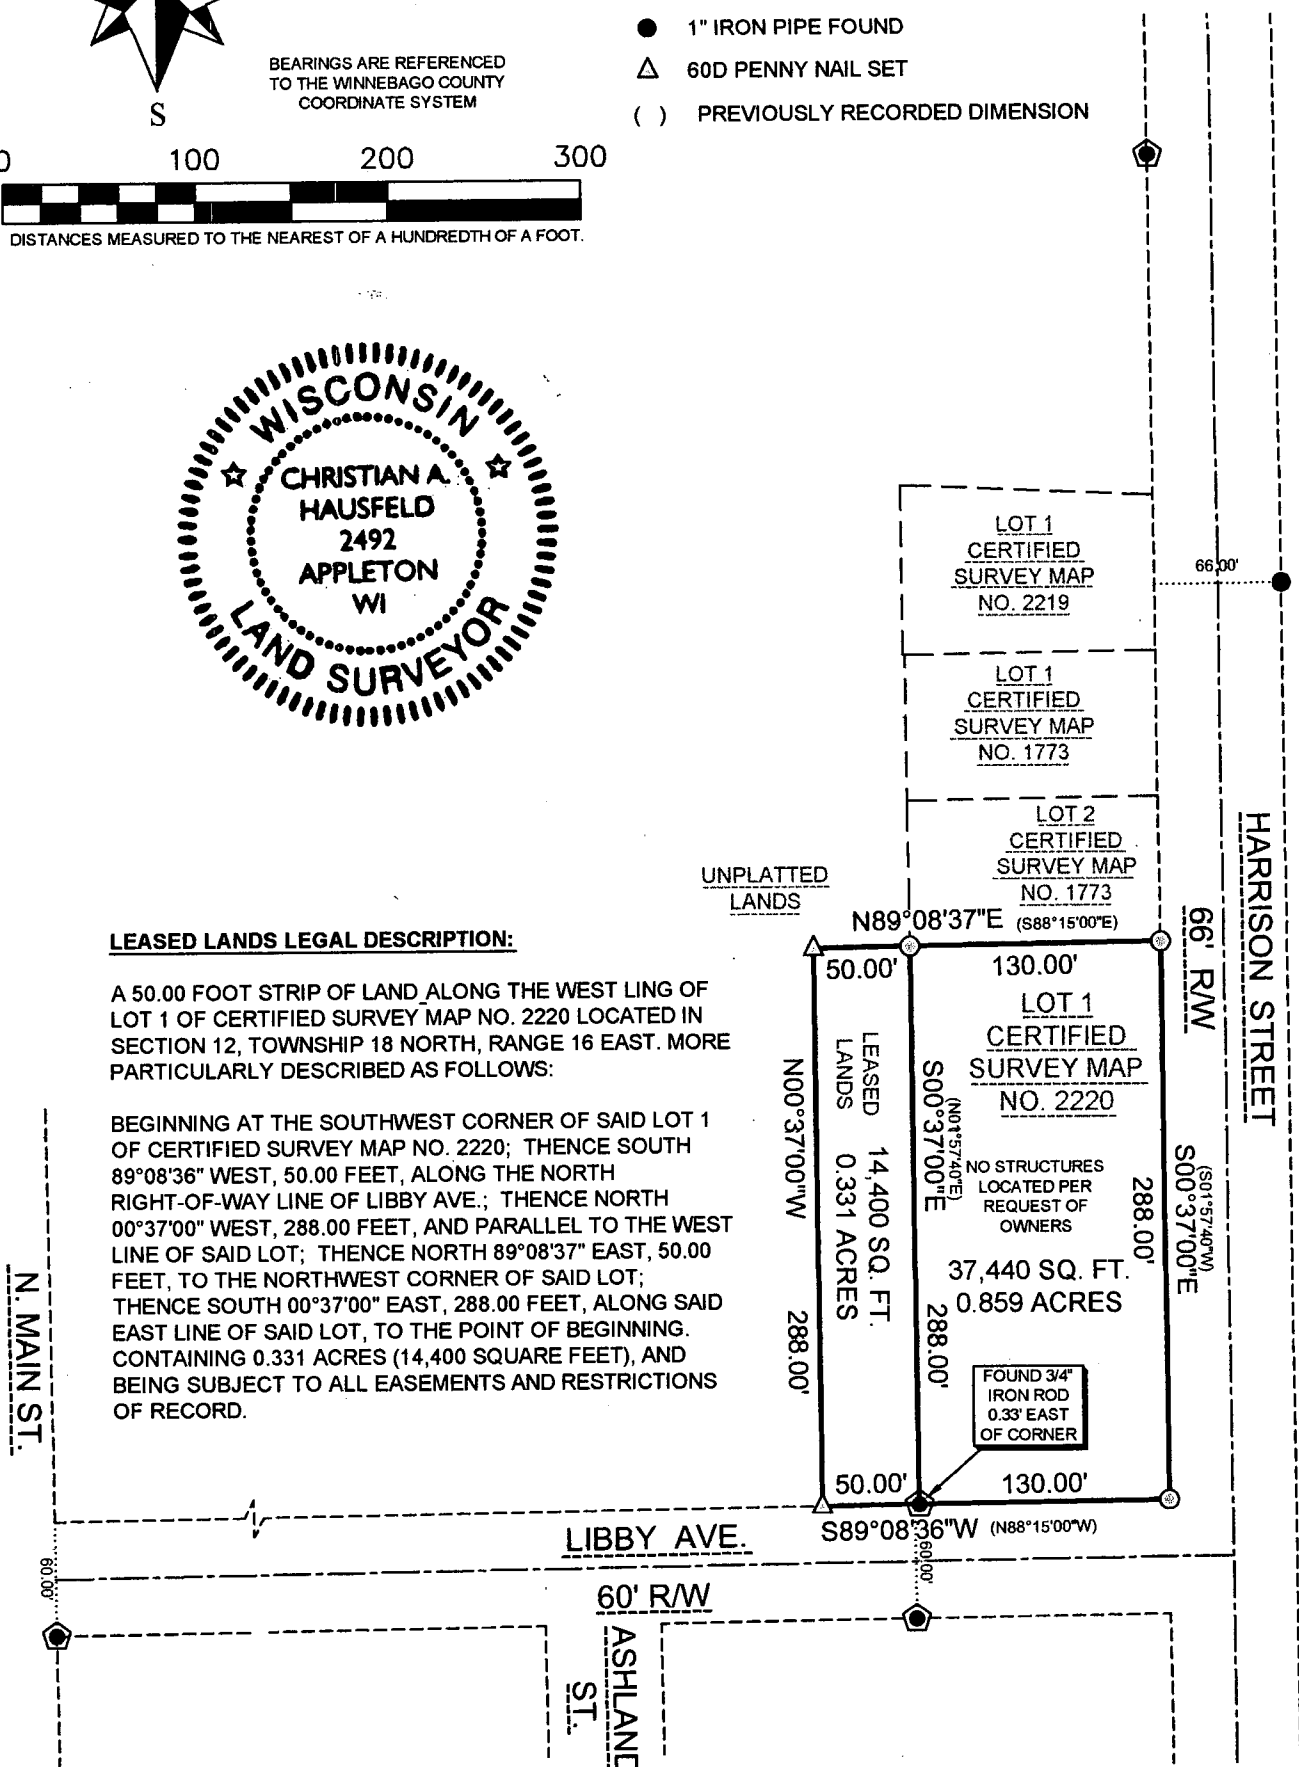 S
BEARINGS ARE REFERENCED
TO THE WINNEBAGO COUNTY
COORDINATE SYSTEM
1" IRON PIPE FOUND
60D PENNY NAIL SET
( ) PREVIOUSLY RECORDED DIMENSION
0 100 200 300
DISTANCES MEASURED TO THE NEAREST OF A HUNDREDTH OF A FOOT.
WISCONSIN
CHRISTIAN A.
HAUSFELD
2492
APPLETON
WI
LAND SURVEYOR
LOT 1
CERTIFIED
SURVEY MAP
NO. 2219
66.00'
LOT 1
CERTIFIED
SURVEY MAP
NO. 1773
LOT 2
CERTIFIED
SURVEY MAP
NO. 1773
UNPLATTED
LANDS
HARRISON STREET
66' R/W
N89°08'37"E (S88°15'00"E)
50.00'
130.00'
LEASED LANDS LEGAL DESCRIPTION:
A 50.00 FOOT STRIP OF LAND ALONG THE WEST LING OF
LOT 1 OF CERTIFIED SURVEY MAP NO. 2220 LOCATED IN
SECTION 12, TOWNSHIP 18 NORTH, RANGE 16 EAST. MORE
PARTICULARLY DESCRIBED AS FOLLOWS:
BEGINNING AT THE SOUTHWEST CORNER OF SAID LOT 1
OF CERTIFIED SURVEY MAP NO. 2220; THENCE SOUTH
89°08'36" WEST, 50.00 FEET, ALONG THE NORTH
RIGHT-OF-WAY LINE OF LIBBY AVE.; THENCE NORTH
00°37'00" WEST, 288.00 FEET, AND PARALLEL TO THE WEST
LINE OF SAID LOT; THENCE NORTH 89°08'37" EAST, 50.00
FEET, TO THE NORTHWEST CORNER OF SAID LOT;
THENCE SOUTH 00°37'00" EAST, 288.00 FEET, ALONG SAID
EAST LINE OF SAID LOT, TO THE POINT OF BEGINNING.
CONTAINING 0.331 ACRES (14,400 SQUARE FEET), AND
BEING SUBJECT TO ALL EASEMENTS AND RESTRICTIONS
OF RECORD.
N00°37'00"W 288.00'
LEASED 14,400 SQ. FT.
LANDS 0.331 ACRES
(N01°57'40"E)
S00°37'00"E 288.00'
LOT 1
CERTIFIED
SURVEY MAP
NO. 2220
NO STRUCTURES
LOCATED PER
REQUEST OF
OWNERS
37,440 SQ. FT.
0.859 ACRES
(S01°57'40"W)
S00°37'00"E
288.00'
FOUND 3/4"
IRON ROD
0.33' EAST
OF CORNER
50.00'
130.00'
S89°08'36"W (N88°15'00"W)
N. MAIN ST.
LIBBY AVE.
60.00'
60.00'
60' R/W
ASHLAND
ST.